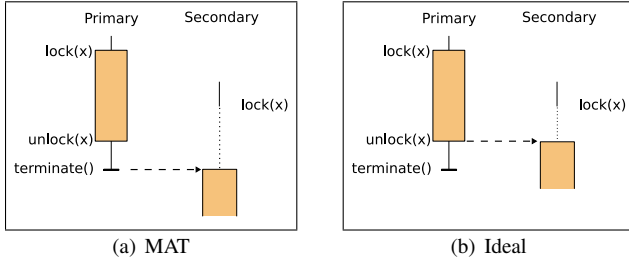 Primary Secondary
lock(x)
lock(x)
unlock(x)
terminate()
(a) MAT
Primary Secondary
lock(x)
lock(x)
unlock(x)
terminate()
(b) Ideal